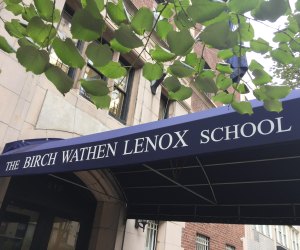 THE BIRCH WATHEN LENOX SCHOOL